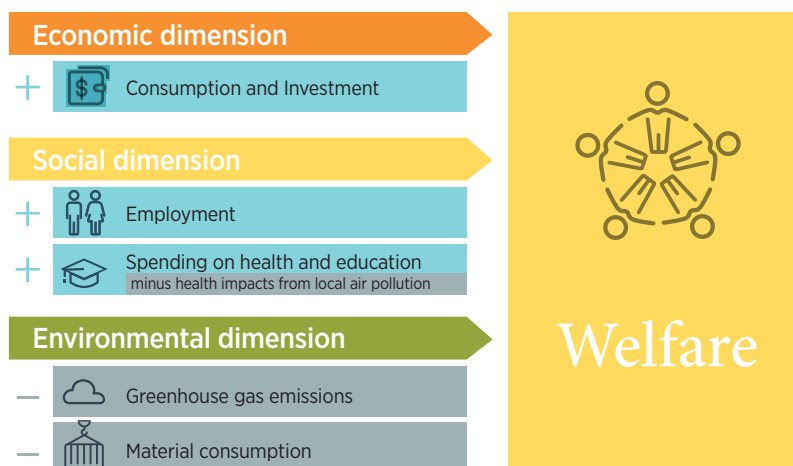 Economic dimension
+ Consumption and Investment
Social dimension
+ Employment
+ Spending on health and education
minus health impacts from local air pollution
Environmental dimension
– Greenhouse gas emissions
– Material consumption
Welfare